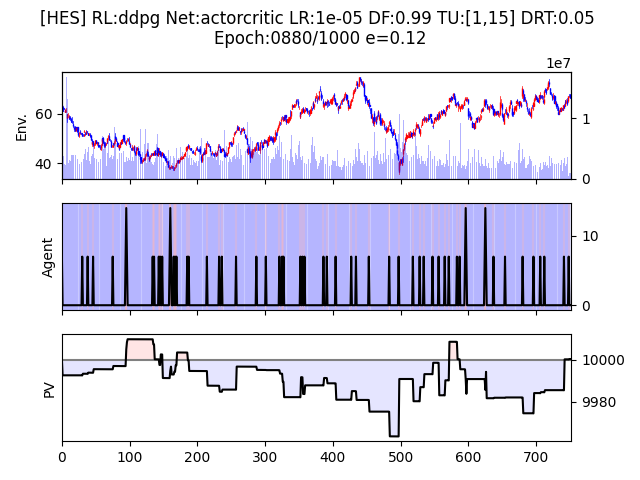 [HES] RL:ddpg Net:actorcritic LR:1e-05 DF:0.99 TU:[1,15] DRT:0.05
Epoch:0880/1000 e=0.12
1e7
Env.
60
40
1
0
Agent
10
0
PV
10000
9980
0 100 200 300 400 500 600 700